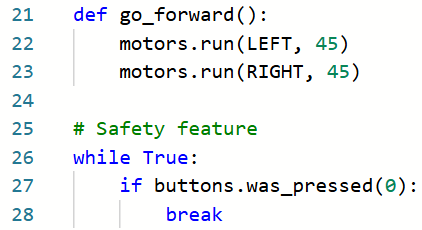 21 def go_forward():
22     motors.run(LEFT, 45)
23     motors.run(RIGHT, 45)
24
25 # Safety feature
26 while True:
27     if buttons.was_pressed(0):
28         break